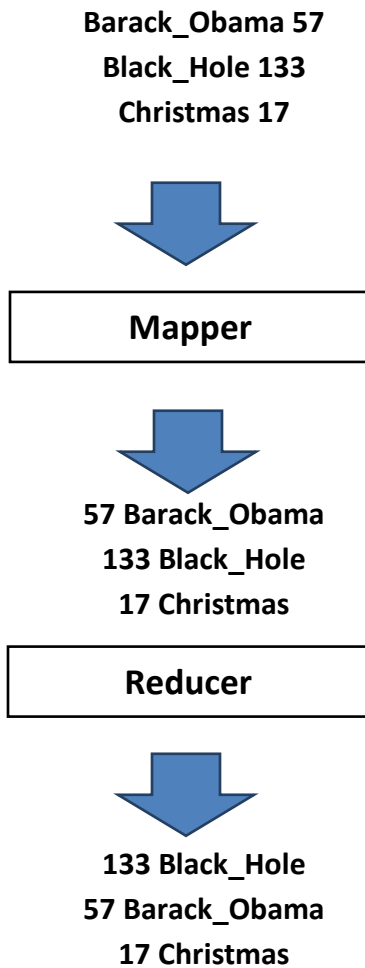 Barack_Obama 57
Black_Hole 133
Christmas 17
Mapper
57 Barack_Obama
133 Black_Hole
17 Christmas
Reducer
133 Black_Hole
57 Barack_Obama
17 Christmas